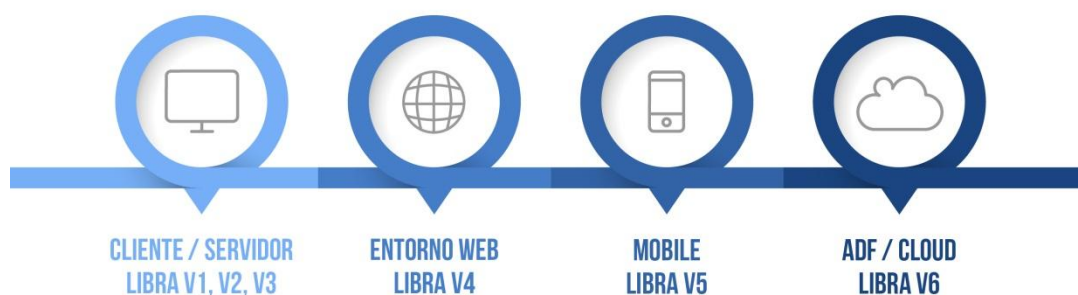 CLIENTE / SERVIDOR
LIBRA V1, V2, V3
ENTORNO WEB
LIBRA V4
MOBILE
LIBRA V5
ADF / CLOUD
LIBRA V6